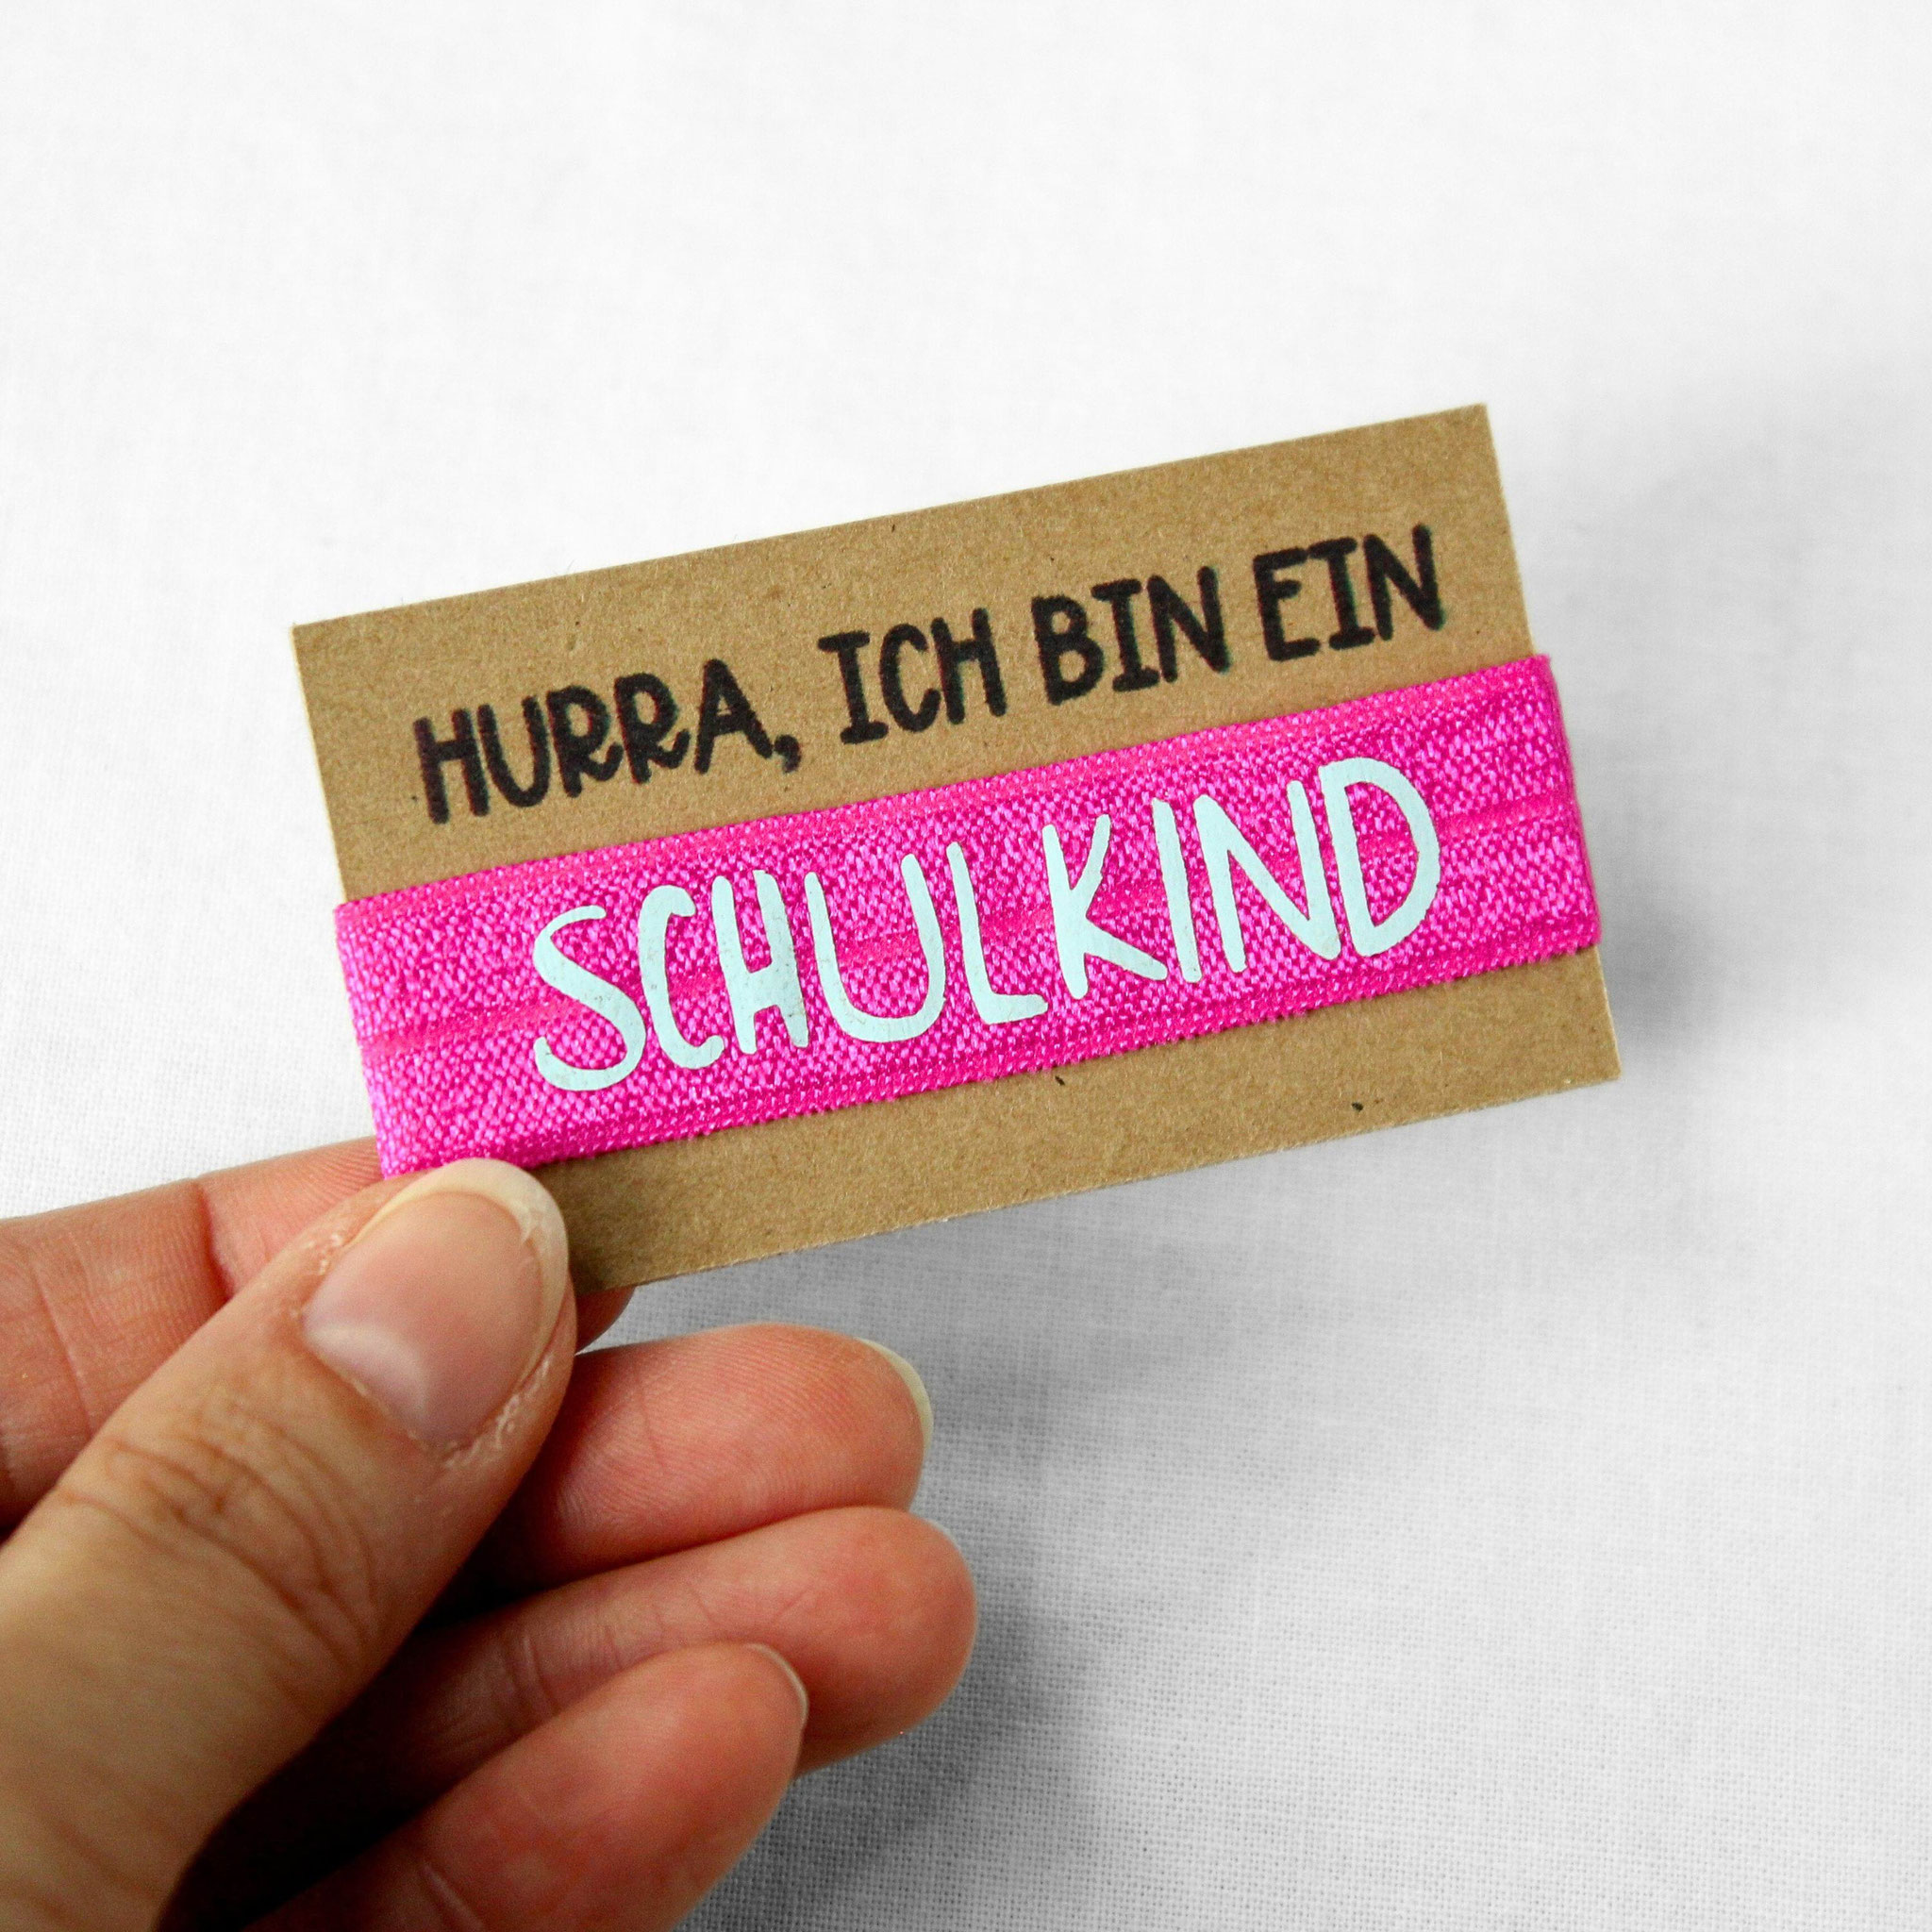 HURRA, ICH BIN EIN
SCHULKIND